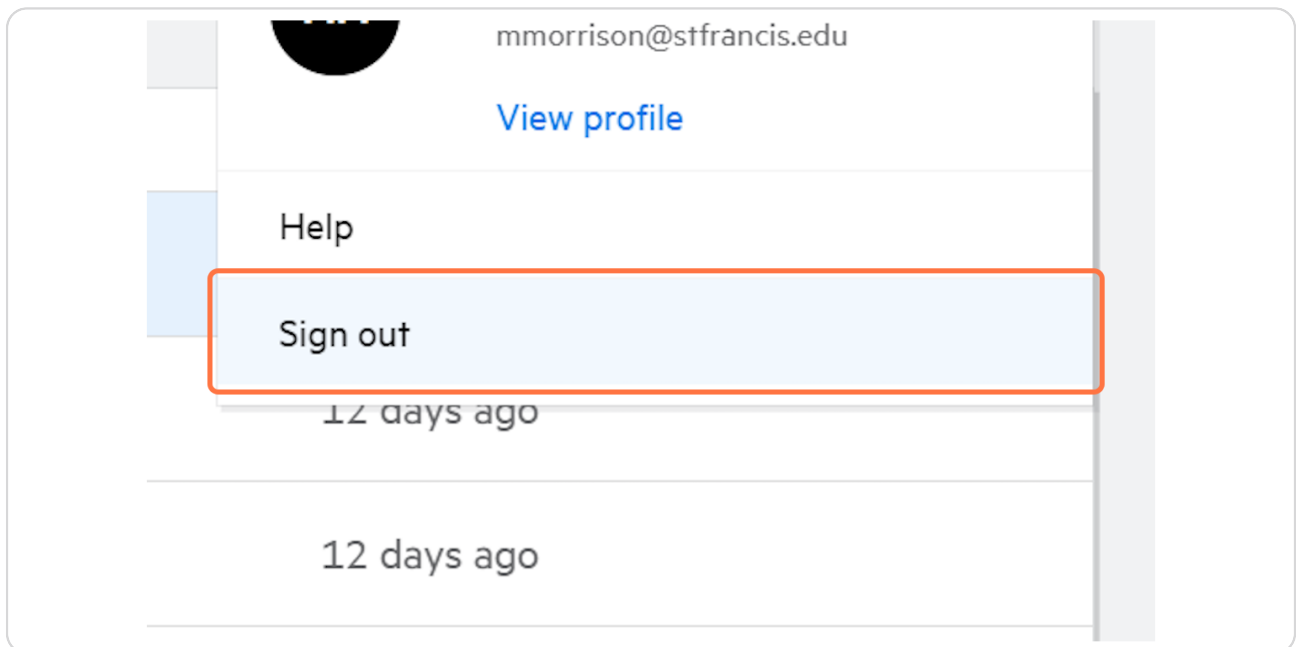 mmorrison@stfrancis.edu
View profile
Help
Sign out
12 days ago
12 days ago